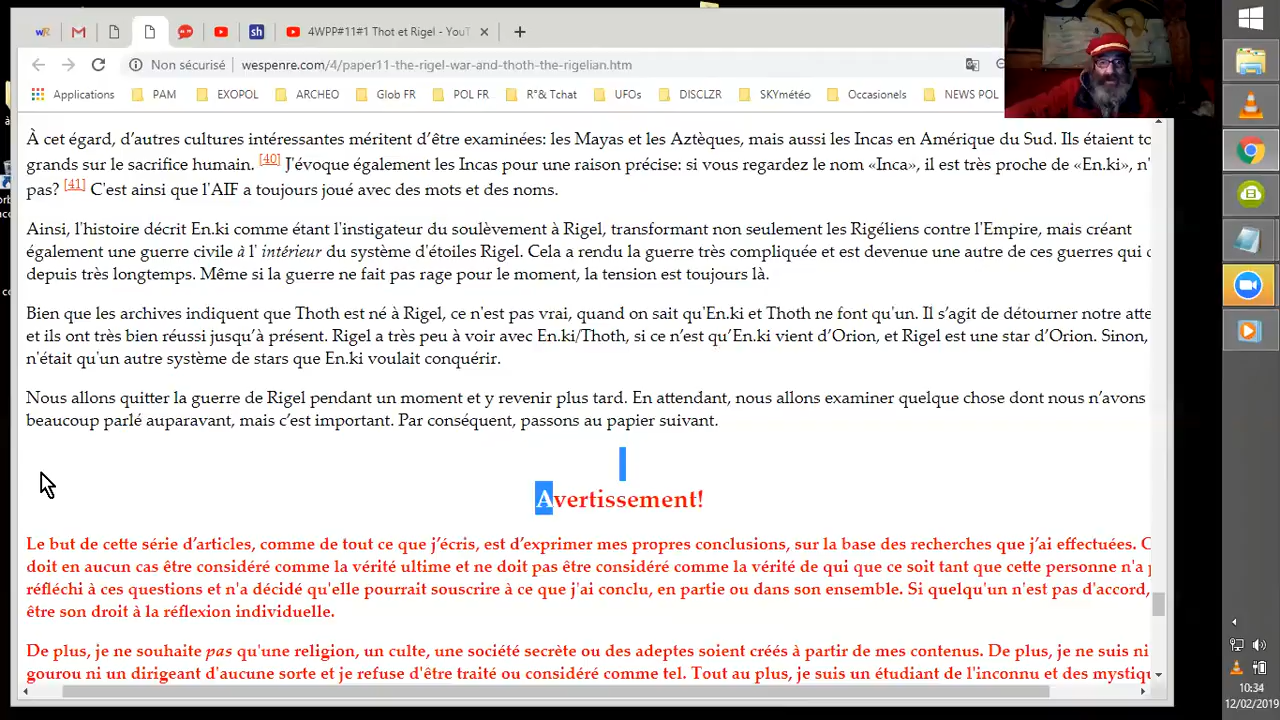 wR
sh
4WPP#11#1 Thot et Rigel - YouT
Non sécurisé
wespenre.com/4/paper11-the-rigel-war-and-thoth-the-rigelian.htm
Applications
PAM
EXOPOL
ARCHEO
Glob FR
POL FR
R°& Tchat
UFOs
DISCLZR
SKYmétéo
Occasionels
NEWS POL
À cet égard, d'autres cultures intéressantes méritent d'être examinées: les Mayas et les Aztèques, mais aussi les Incas en Amérique du Sud. Ils étaient to
grands sur le sacrifice humain. [40] J'évoque également les Incas pour une raison précise: si vous regardez le nom «Inca», il est très proche de «En.ki», n'
pas? [41] C'est ainsi que l'AIF a toujours joué avec des mots et des noms.
Ainsi, l'histoire décrit En.ki comme étant l'instigateur du soulèvement à Rigel, transformant non seulement les Rigéliens contre l'Empire, mais créant
également une guerre civile à l' intérieur du système d'étoiles Rigel. Cela a rendu la guerre très compliquée et est devenue une autre de ces guerres qui
depuis très longtemps. Même si la guerre ne fait pas rage pour le moment, la tension est toujours là.
Bien que les archives indiquent que Thoth est né à Rigel, ce n'est pas vrai, quand on sait qu'En.ki et Thoth ne font qu'un. Il s'agit de détourner notre atte
et ils ont très bien réussi jusqu'à présent. Rigel a très peu à voir avec En.ki/Thoth, si ce n'est qu'En.ki vient d'Orion, et Rigel est une star d'Orion. Sinon,
n'était qu'un autre système de stars que En.ki voulait conquérir.
Nous allons quitter la guerre de Rigel pendant un moment et y revenir plus tard. En attendant, nous allons examiner quelque chose dont nous n'avons
beaucoup parlé auparavant, mais c'est important. Par conséquent, passons au papier suivant.
Avertissement!
Le but de cette série d'articles, comme de tout ce que j'écris, est d'exprimer mes propres conclusions, sur la base des recherches que j'ai effectuées. C
doit en aucun cas être considéré comme la vérité ultime et ne doit pas être considéré comme la vérité de qui que ce soit tant que cette personne n'a p
réfléchi à ces questions et n'a décidé qu'elle pourrait souscrire à ce que j'ai conclu, en partie ou dans son ensemble. Si quelqu'un n'est pas d'accord,
être son droit à la réflexion individuelle.
De plus, je ne souhaite pas qu'une religion, un culte, une société secrète ou des adeptes soient créés à partir de mes contenus. De plus, je ne suis ni
gourou ni un dirigeant d'aucune sorte et je refuse d'être traité ou considéré comme tel. Tout au plus, je suis un étudiant de l'inconnu et des mystiqu
10:34
12/02/2019